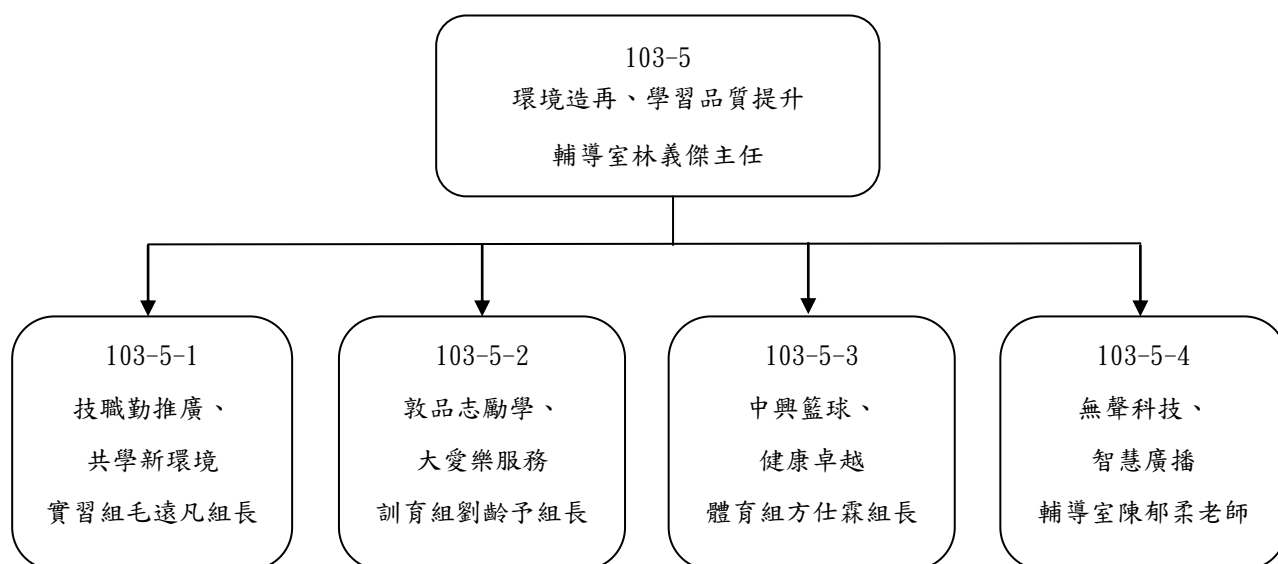 103-5
環境造再、學習品質提升
輔導室林義傑主任
103-5-1
技職勤推廣、
共學新環境
實習組毛遠凡組長
103-5-2
敦品志勵學、
大愛樂服務
訓育組劉齡予組長
103-5-3
中興籃球、
健康卓越
體育組方仕霖組長
103-5-4
無聲科技、
智慧廣播
輔導室陳郁柔老師